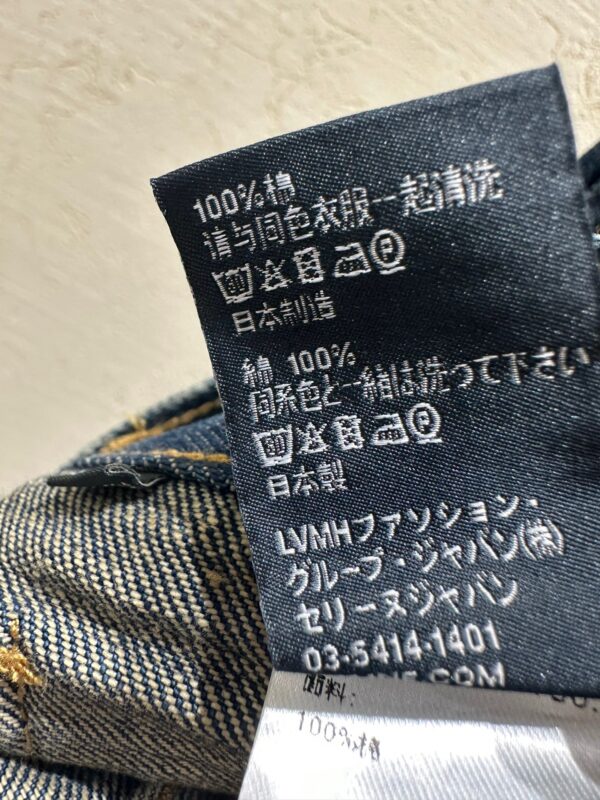 100%棉
请与同色衣服一起清洗
日本制造
綿 100%
同系色と一緒に洗って下さい
日本製
LVMHファッション・
グループ・ジャパン(株)
セリーヌジャパン
03-5414-1401
.COM
面料:
100%棉